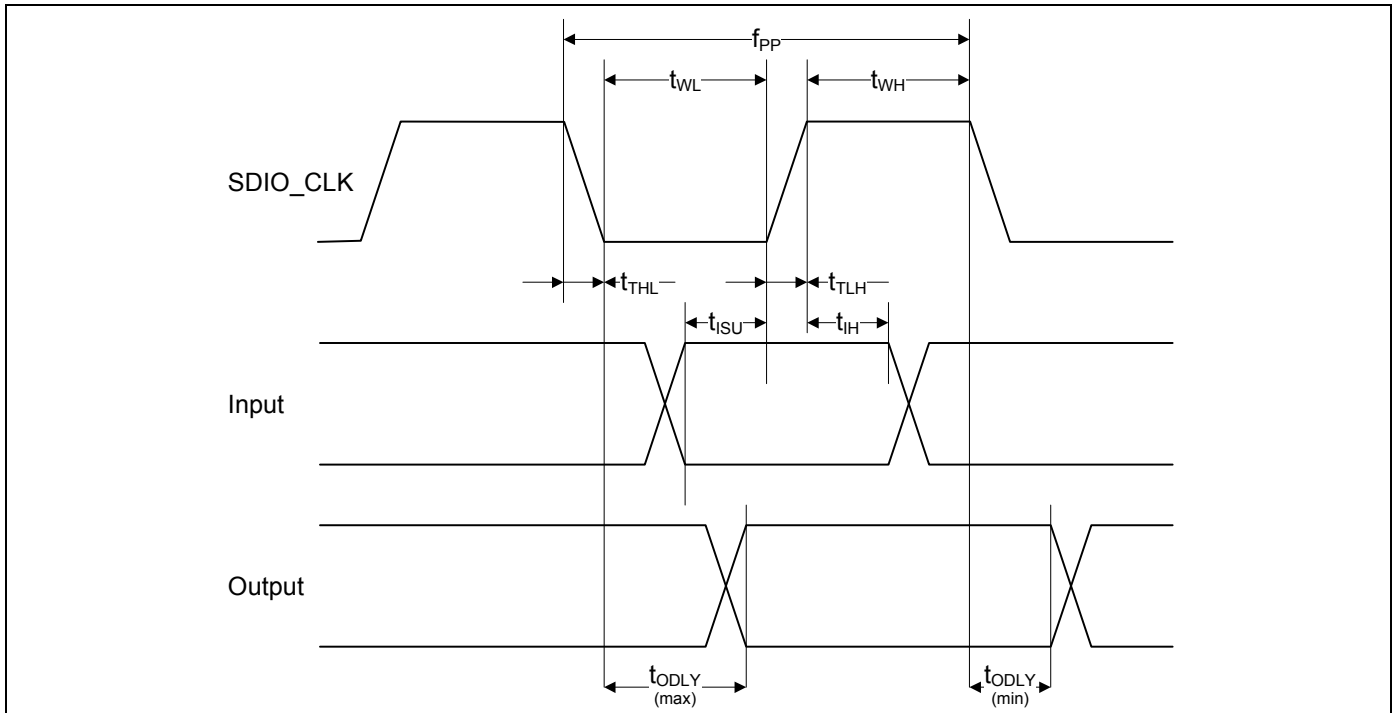 fPP
tWL tWH
SDIO_CLK
tTHL tTLH
tISU tIH
Input
Output
tODLY tODLY
(max) (min)